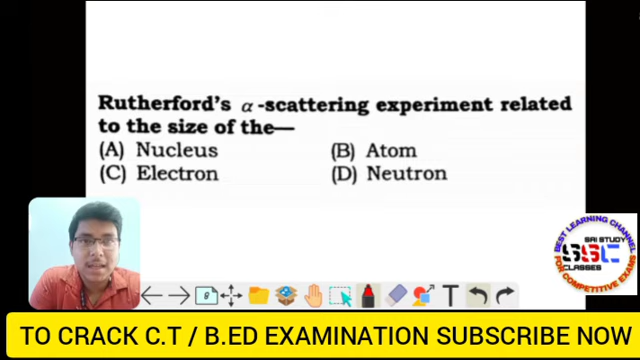 Rutherford's α-scattering experiment related
to the size of the—
(A) Nucleus (B) Atom
(C) Electron (D) Neutron
BEST LEARNING CHANNEL
SRI STUDY
SSC
CLASSES
FOR COMPETITIVE EXAMS
T
TO CRACK C.T / B.ED EXAMINATION SUBSCRIBE NOW